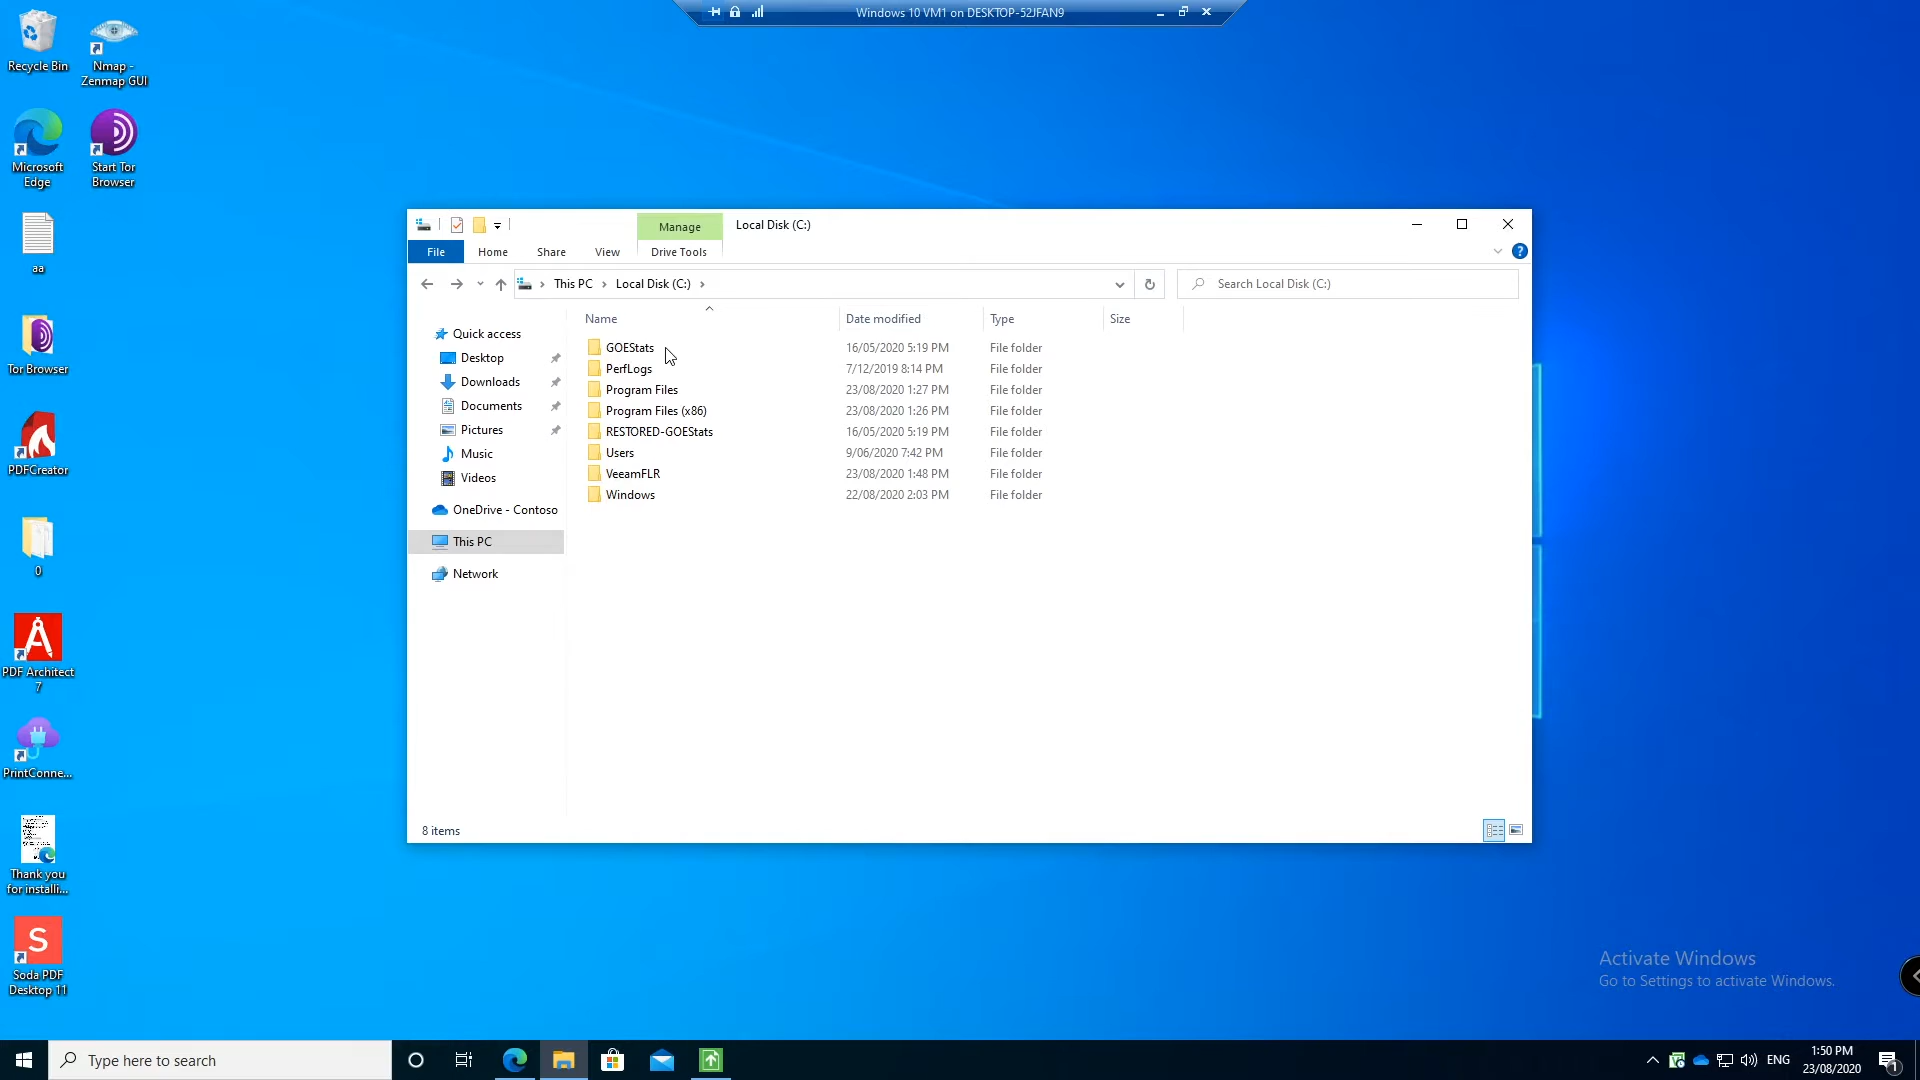 Windows 10 VM1 on DESKTOP-52JFAN9
Recycle Bin
Nmap -
Zenmap GUI
Microsoft
Edge
Start Tor
Browser
aa
Tor Browser
PDFCreator
0
PDF Architect
7
PrintConne...
Thank you
for installi...
S
Soda PDF
Desktop 11
Manage
Local Disk (C:)
File
Home
Share
View
Drive Tools
?
This PC
Local Disk (C:)
Search Local Disk (C:)
Quick access
Desktop
Downloads
Documents
Pictures
Music
Videos
OneDrive - Contoso
This PC
Network
Name Date modified Type Size
GOEStats 16/05/2020 5:19 PM File folder
PerfLogs 7/12/2019 8:14 PM File folder
Program Files 23/08/2020 1:27 PM File folder
Program Files (x86) 23/08/2020 1:26 PM File folder
RESTORED-GOEStats 16/05/2020 5:19 PM File folder
Users 9/06/2020 7:42 PM File folder
VeeamFLR 23/08/2020 1:48 PM File folder
Windows 22/08/2020 2:03 PM File folder
8 items
Activate Windows
Go to Settings to activate Windows.
Type here to search
ENG
1:50 PM
23/08/2020
1